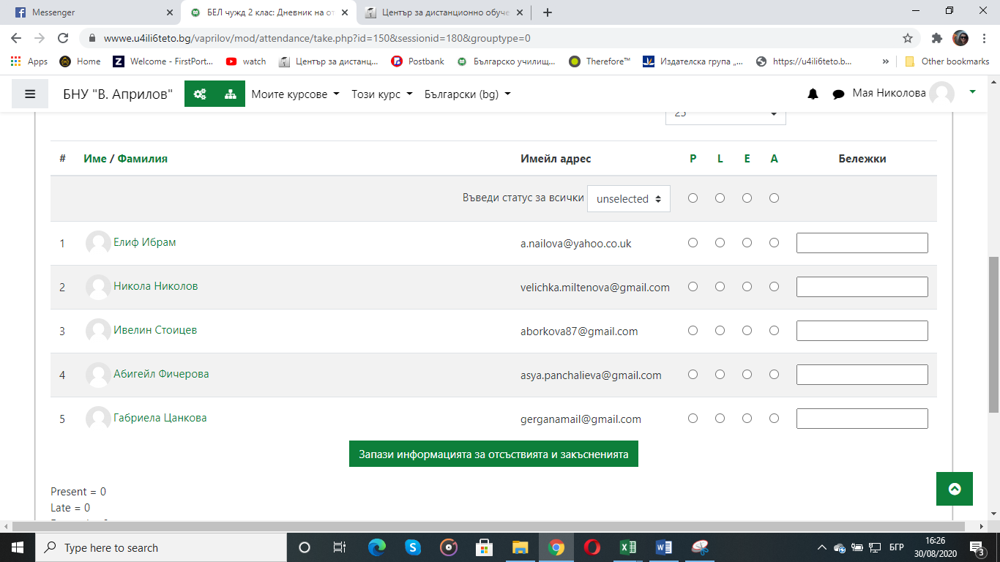 Messenger
БЕЛ чужд 2 клас: Дневник на от
Център за дистанционно обуче
wwwe.u4ili6teto.bg/vaprilov/mod/attendance/take.php?id=150&sessionid=180&grouptype=0
Apps Home Welcome - FirstPort... watch Център за дистанц... Postbank Българско училищ... Therefore™ Издателска група „... https://u4ili6teto.b... » Other bookmarks
БНУ "В. Априлов" Моите курсове Този курс Български (bg) Мая Николова
25
# Име / Фамилия Имейл адрес P L E A Бележки
Въведи статус за всички unselected
1 Елиф Ибрам a.nailova@yahoo.co.uk
2 Никола Николов velichka.miltenova@gmail.com
3 Ивелин Стоицев aborkova87@gmail.com
4 Абигейл Фичерова asya.panchalieva@gmail.com
5 Габриела Цанкова gerganamail@gmail.com
Запази информацията за отсъствията и закъсненията
Present = 0
Late = 0
Type here to search
БГР
16:26
30/08/2020
3